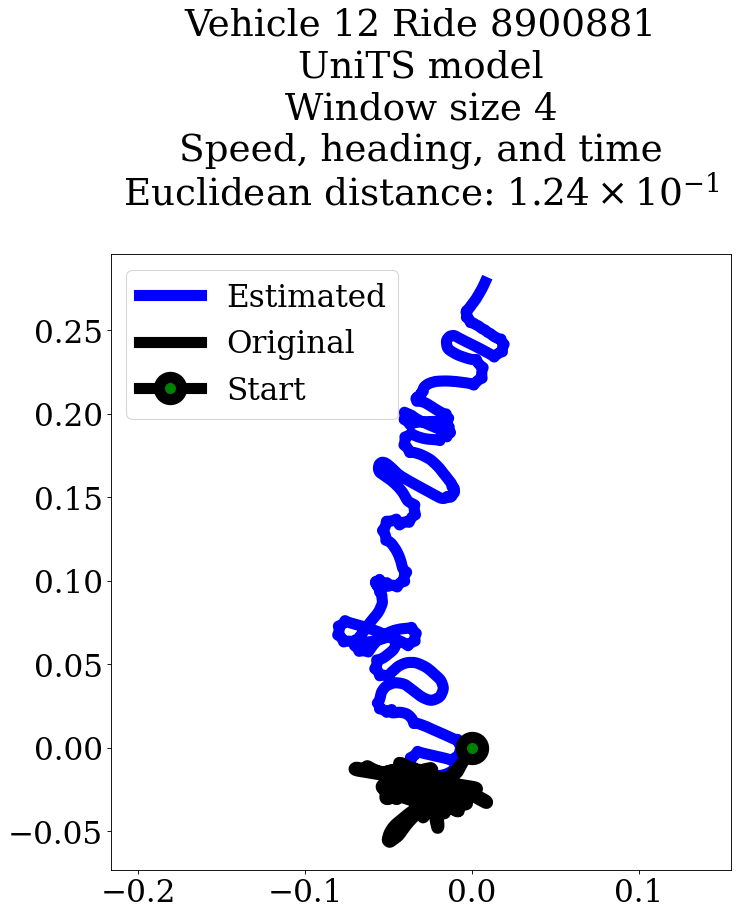 Vehicle 12 Ride 8900881
UniTS model
Window size 4
Speed, heading, and time
Euclidean distance: 1.24 × 10⁻¹
Estimated
Original
Start
0.25
0.20
0.15
0.10
0.05
0.00
−0.05
−0.2
−0.1
0.0
0.1